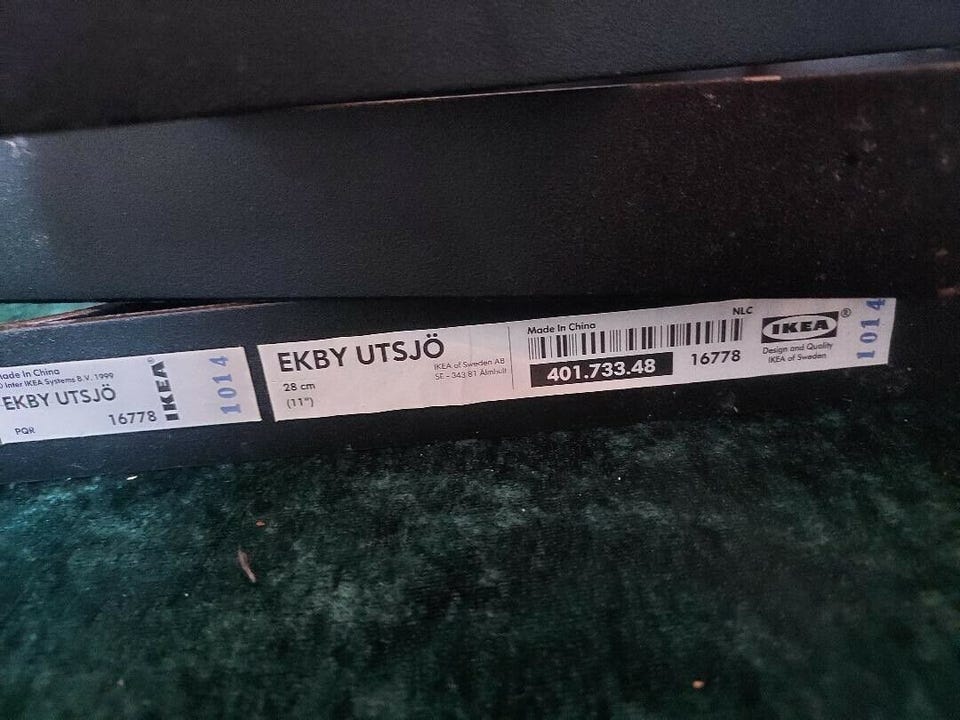 Made In China
Inter IKEA Systems B.V. 1999
EKBY UTSJÖ
16778
PQR
IKEA®
1014
EKBY UTSJÖ
28 cm
(11")
IKEA of Sweden AB
SE - 343 81 Älmhult
Made In China
NLC
401.733.48
16778
IKEA®
Design and Quality
IKEA of Sweden
1014